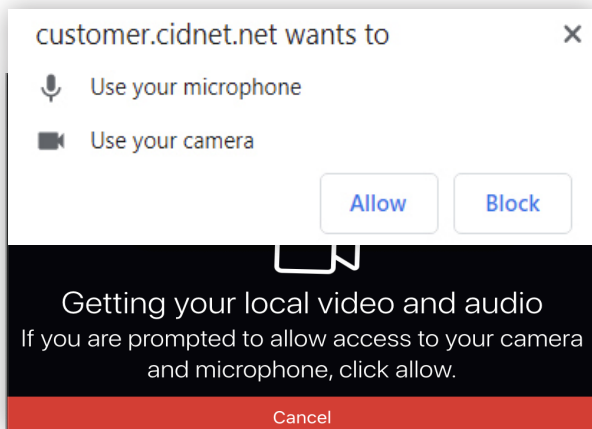 customer.cidnet.net wants to
Use your microphone
Use your camera
Allow Block
Getting your local video and audio
If you are prompted to allow access to your camera
and microphone, click allow.
Cancel